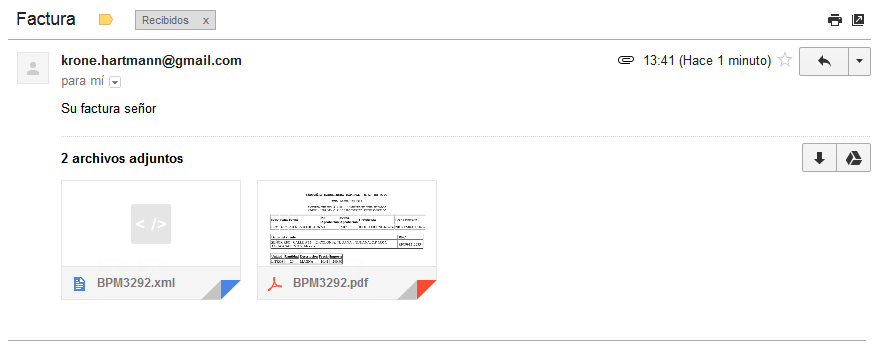 Factura
Recibidos x
krone.hartmann@gmail.com
13:41 (Hace 1 minuto)
para mí
Su factura señor
2 archivos adjuntos
</>
BPM3292.xml
BPM3292.pdf